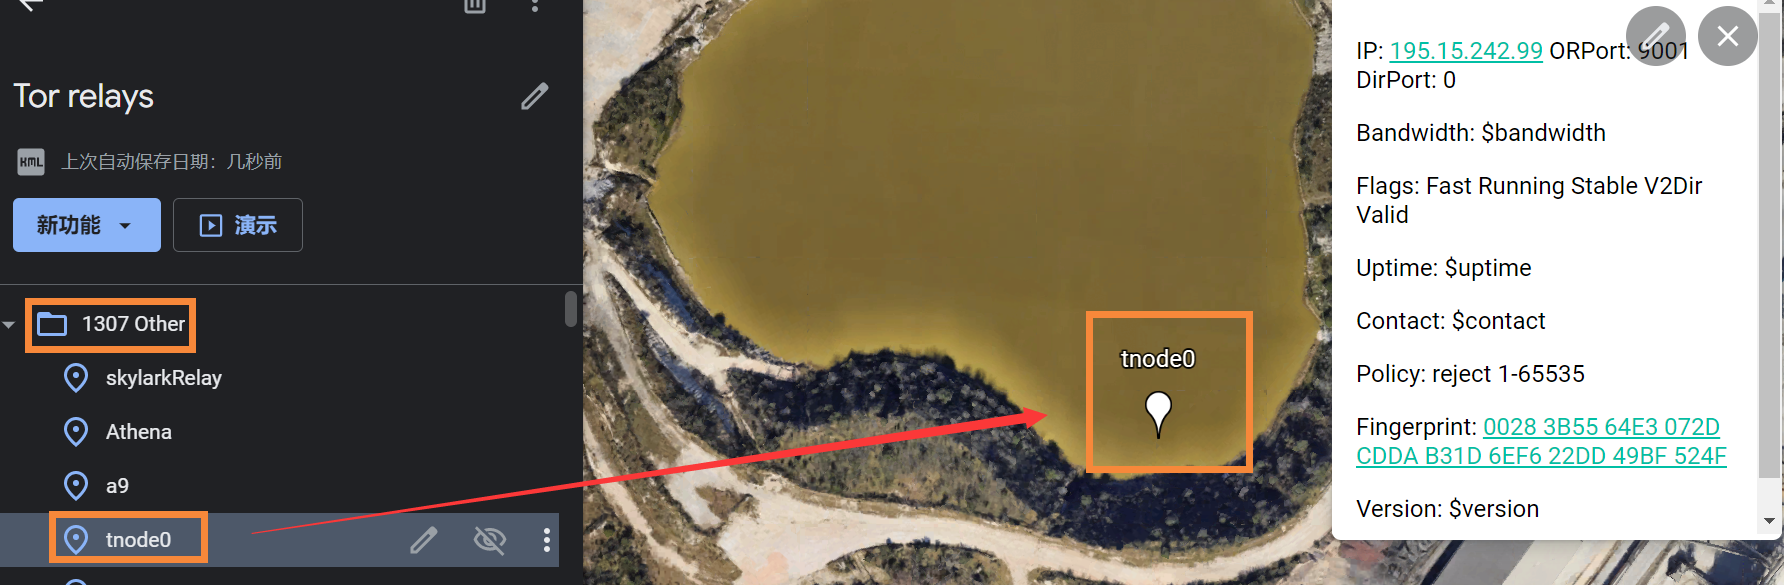 Tor relays
KML
上次自动保存日期：几秒前
新功能
演示
1307 Other
skylarkRelay
Athena
a9
tnode0
tnode0
IP: 195.15.242.99 ORPort: 9001
DirPort: 0
Bandwidth: $bandwidth
Flags: Fast Running Stable V2Dir
Valid
Uptime: $uptime
Contact: $contact
Policy: reject 1-65535
Fingerprint: 0028 3B55 64E3 072D
CDDA B31D 6EF6 22DD 49BF 524F
Version: $version